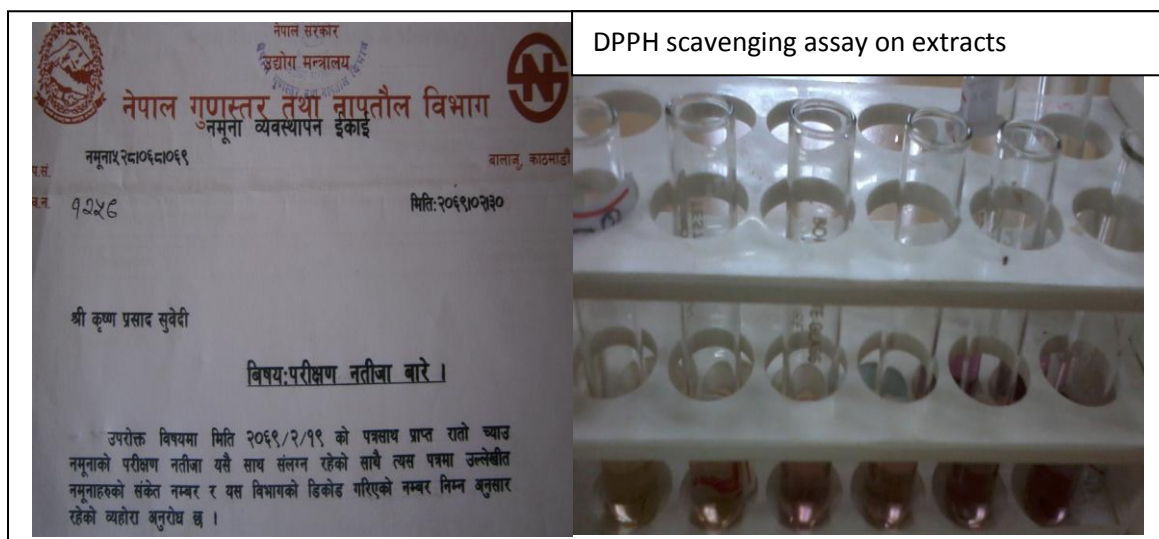 नेपाल सरकार
उद्योग मन्त्रालय
नेपाल गुणस्तर तथा नापतौल विभाग
नमूना व्यवस्थापन ईकाई
नमूना५२८।०६८।०६९
बालाजु, काठमाडौं
प.सं.
च.न. १२५९
मिति:२०६९।०२।३०
श्री कृष्ण प्रसाद सुवेदी
बिषय:परीक्षण नतीजा बारे ।
उपरोक्त विषयमा मिति २०६९/२/१९ को पत्रसाथ प्राप्त रातो च्याउ
नमूनाको परीक्षण नतीजा यसै साथ संलग्न रहेको साथै त्यस पत्रमा उल्लेखीत
नमूनाहरुको संकेत नम्बर र यस विभागको डिकोड गरिएको नम्बर निम्न अनुसार
रहेको व्यहोरा अनुरोध छ ।
DPPH scavenging assay on extracts